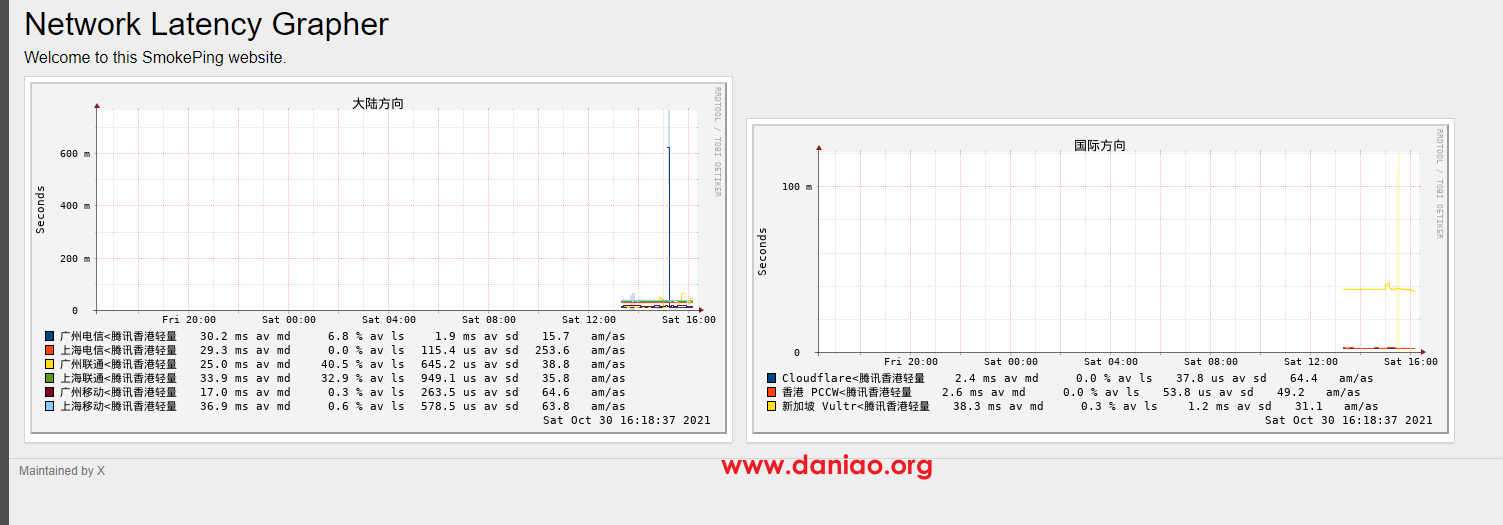 Network Latency Grapher
Welcome to this SmokePing website.
大陆方向
RRDTOOL / TOBI OETIKER
Seconds
600 m
400 m
200 m
0
Fri 20:00 Sat 00:00 Sat 04:00 Sat 08:00 Sat 12:00 Sat 16:00
广州电信<腾讯香港轻量 30.2 ms av md 6.8 % av ls 1.9 ms av sd 15.7 am/as
上海电信<腾讯香港轻量 29.3 ms av md 0.0 % av ls 115.4 us av sd 253.6 am/as
广州联通<腾讯香港轻量 25.0 ms av md 40.5 % av ls 645.2 us av sd 38.8 am/as
上海联通<腾讯香港轻量 33.9 ms av md 32.9 % av ls 949.1 us av sd 35.8 am/as
广州移动<腾讯香港轻量 17.0 ms av md 0.3 % av ls 263.5 us av sd 64.6 am/as
上海移动<腾讯香港轻量 36.9 ms av md 0.6 % av ls 578.5 us av sd 63.8 am/as
Sat Oct 30 16:18:37 2021
国际方向
RRDTOOL / TOBI OETIKER
Seconds
100 m
0
Fri 20:00 Sat 00:00 Sat 04:00 Sat 08:00 Sat 12:00 Sat 16:00
Cloudflare<腾讯香港轻量 2.4 ms av md 0.0 % av ls 37.8 us av sd 64.4 am/as
香港 PCCW<腾讯香港轻量 2.6 ms av md 0.0 % av ls 53.8 us av sd 49.2 am/as
新加坡 Vultr<腾讯香港轻量 38.3 ms av md 0.3 % av ls 1.2 ms av sd 31.1 am/as
Sat Oct 30 16:18:37 2021
Maintained by X
www.daniao.org